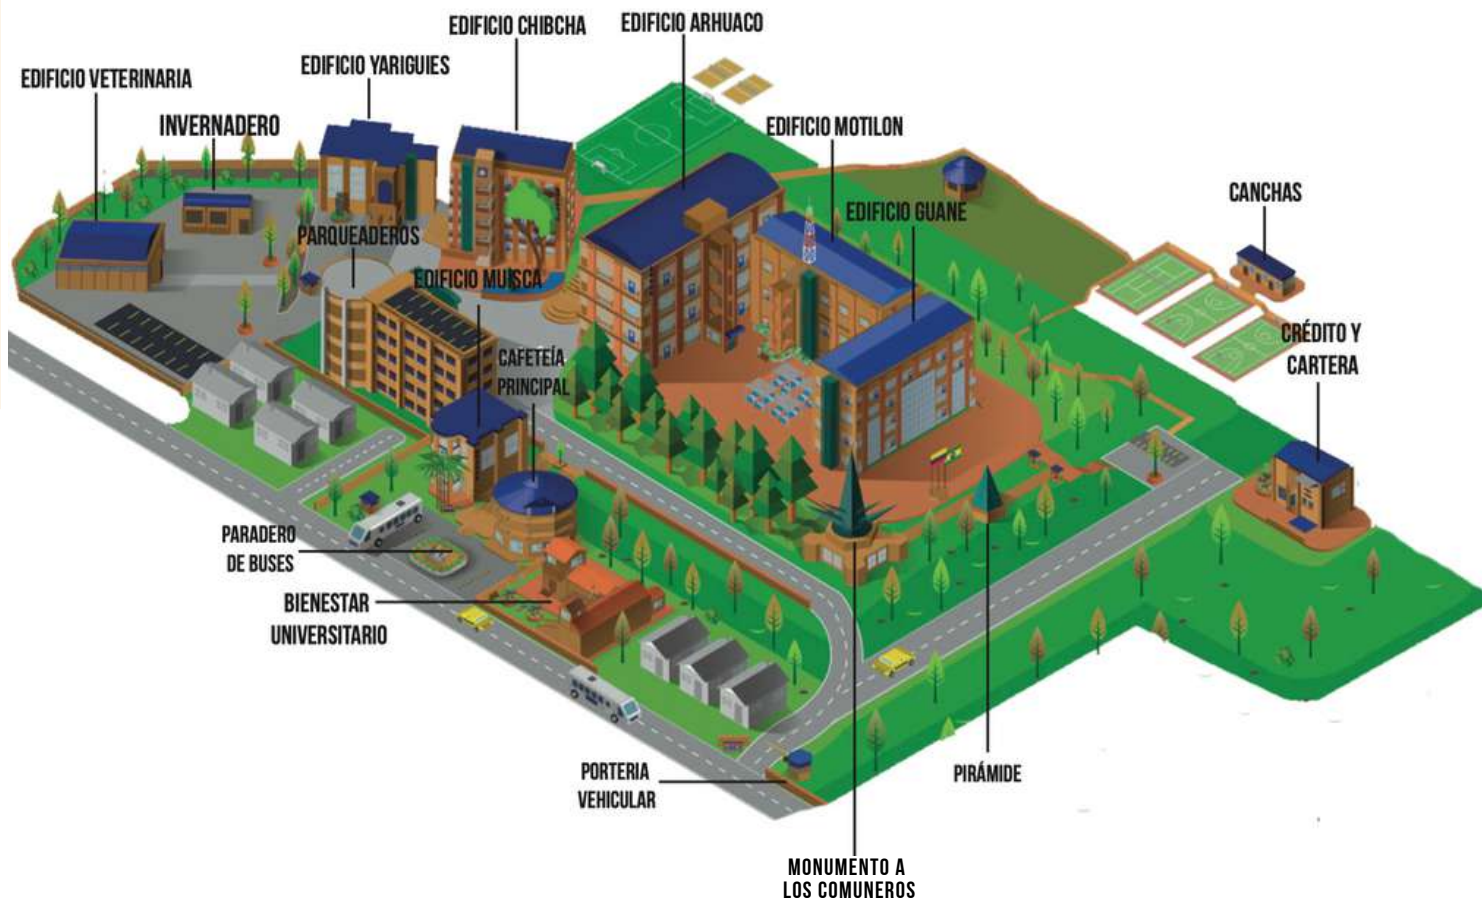 EDIFICIO CHIBCHA
EDIFICIO ARHUACO
EDIFICIO YARIGUIES
EDIFICIO VETERINARIA
INVERNADERO
EDIFICIO MOTILON
CANCHAS
EDIFICIO GUANE
PARQUEADEROS
EDIFICIO MUISCA
CRÉDITO Y
CARTERA
CAFETEÍA
PRINCIPAL
PARADERO
DE BUSES
BIENESTAR
UNIVERSITARIO
PORTERIA
VEHICULAR
PIRÁMIDE
MONUMENTO A
LOS COMUNEROS